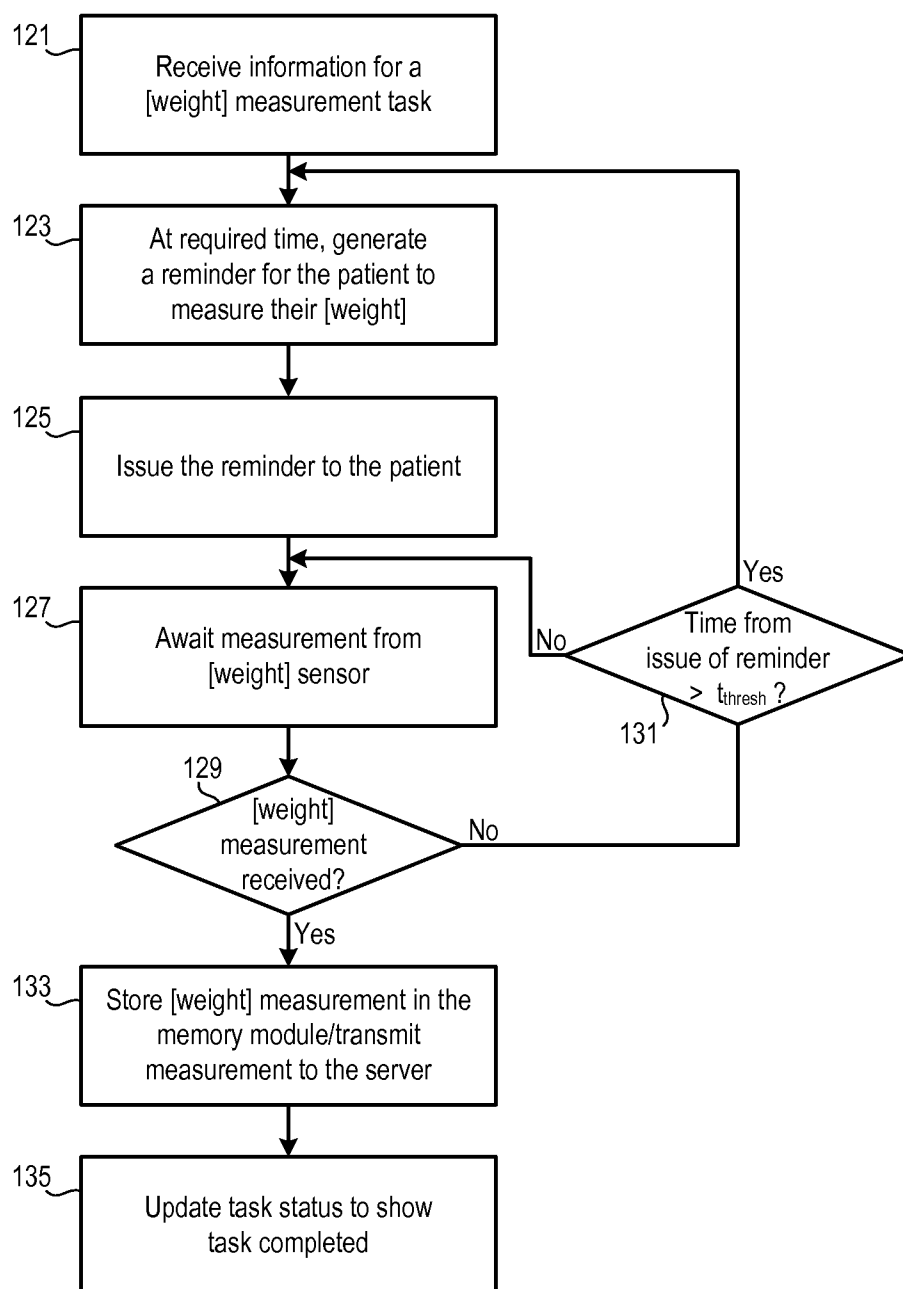 121
Receive information for a
[weight] measurement task
123
At required time, generate
a reminder for the patient to
measure their [weight]
125
Issue the reminder to the patient
127
Await measurement from
[weight] sensor
No
Yes
Time from
issue of reminder
> tthresh ?
131
129
[weight]
measurement
received?
No
Yes
133
Store [weight] measurement in the
memory module/transmit
measurement to the server
135
Update task status to show
task completed